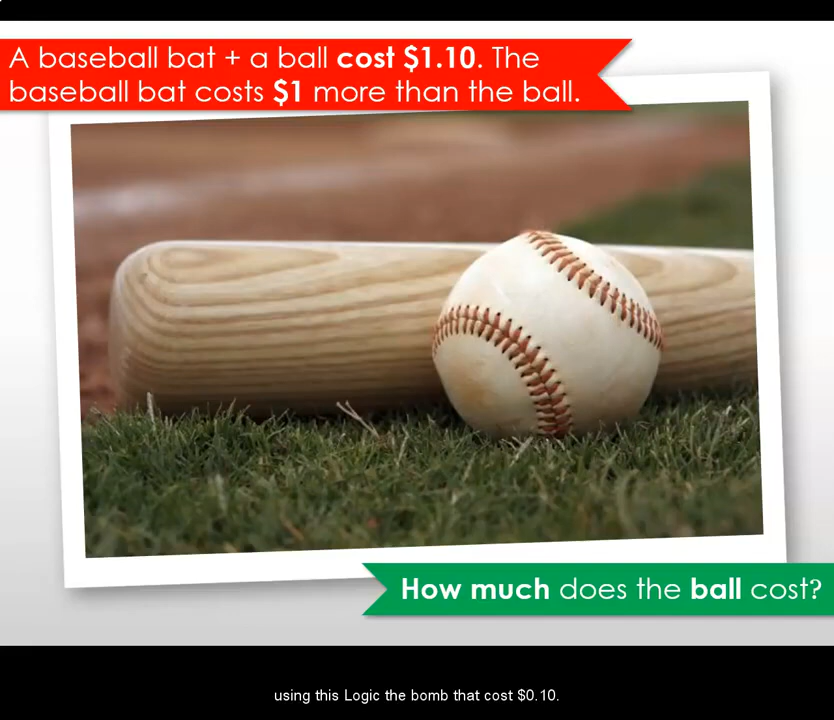 A baseball bat + a ball cost $1.10. The
baseball bat costs $1 more than the ball.
How much does the ball cost?
using this Logic the bomb that cost $0.10.